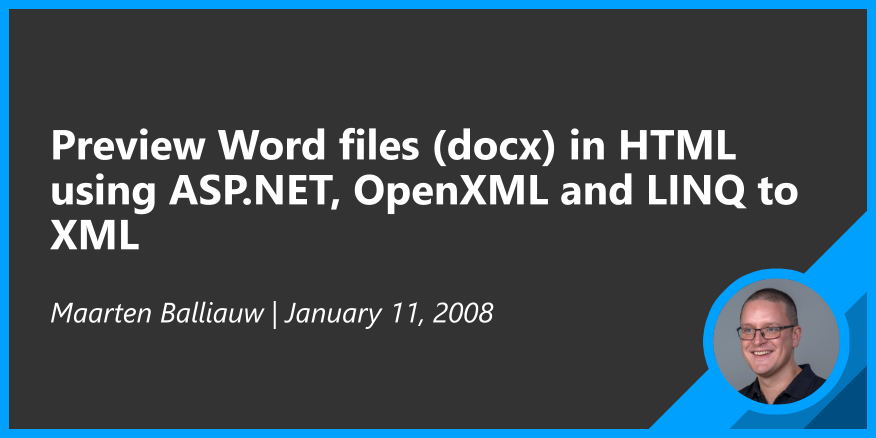 Preview Word files (docx) in HTML
using ASP.NET, OpenXML and LINQ to
XML
Maarten Balliauw | January 11, 2008